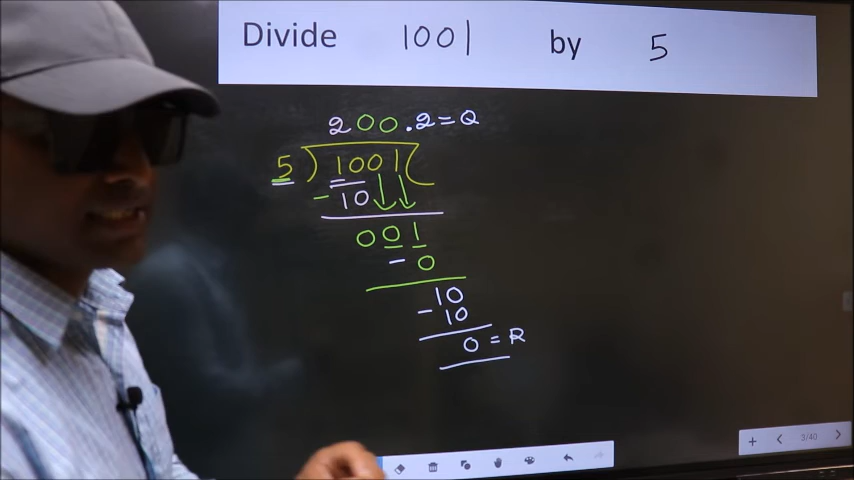 Divide 1001 by 5
200.2 = Q
5 ) 1001 (
- 10
001
- 0
10
- 10
0 = R
3/40